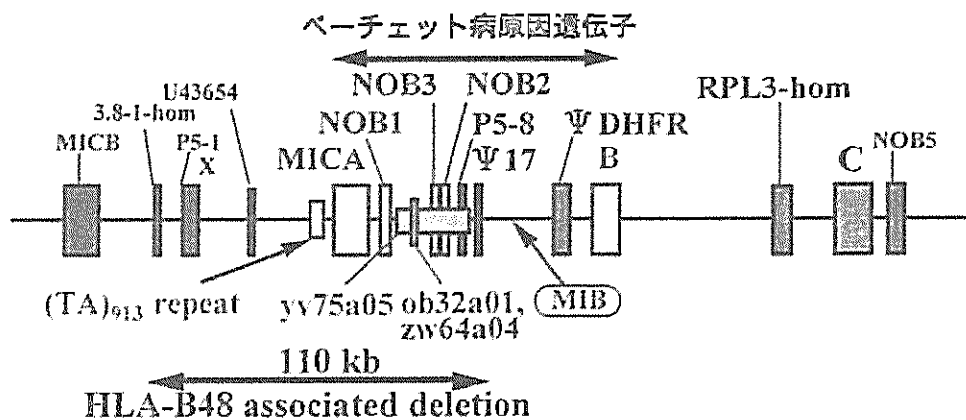 ベーチェット病原因遺伝子
NOB3 NOB2
U43654
3.8-1-hom
RPL3-hom
MICB
P5-1
X
NOB1
P5-8
Ψ DHFR
NOB5
MICA
Ψ 17
B
C
(TA)913 repeat
yv75a05
ob32a01,
zw64a04
MIB
110 kb
HLA-B48 associated deletion